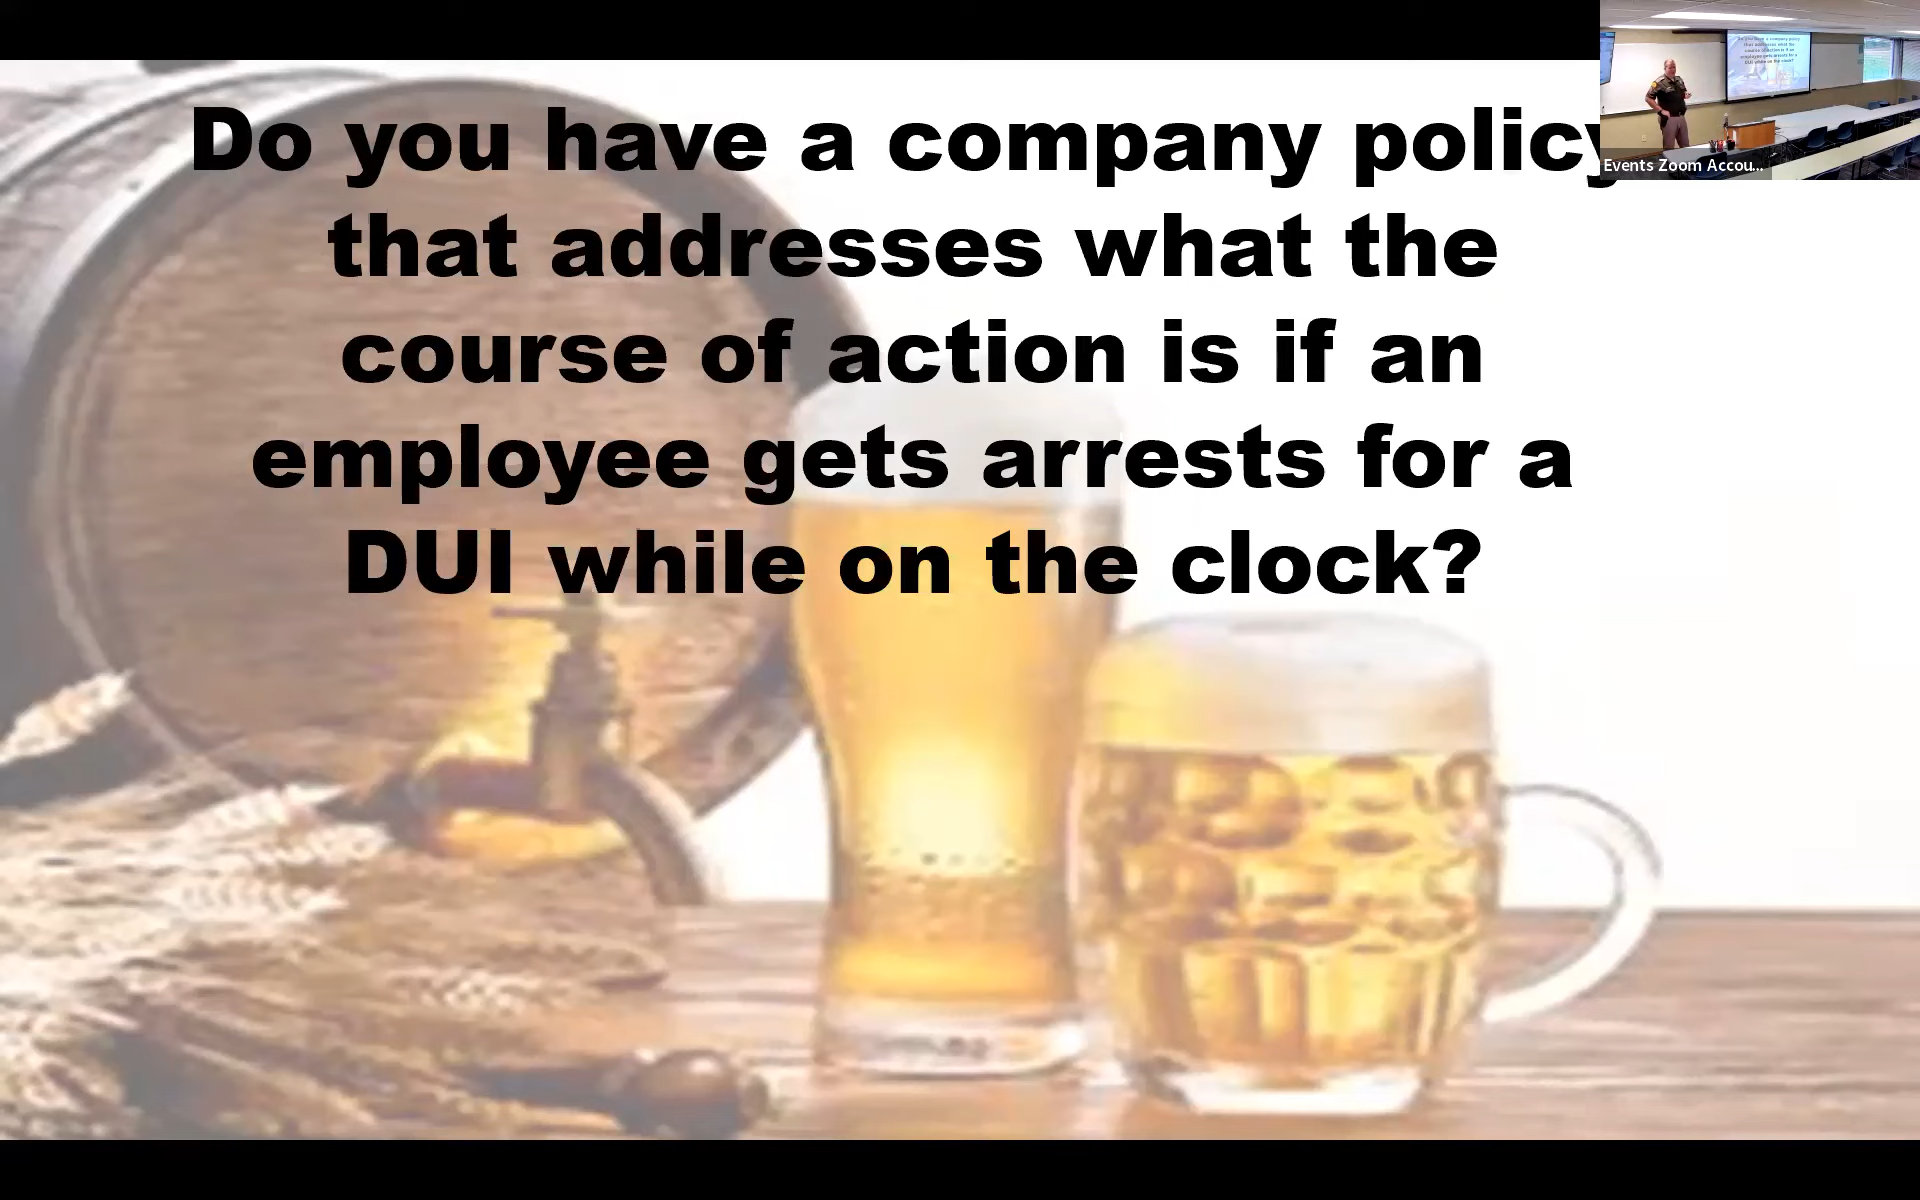 Do you have a company policy
that addresses what the
course of action is if an
employee gets arrests for a
DUI while on the clock?
Events Zoom Accou...